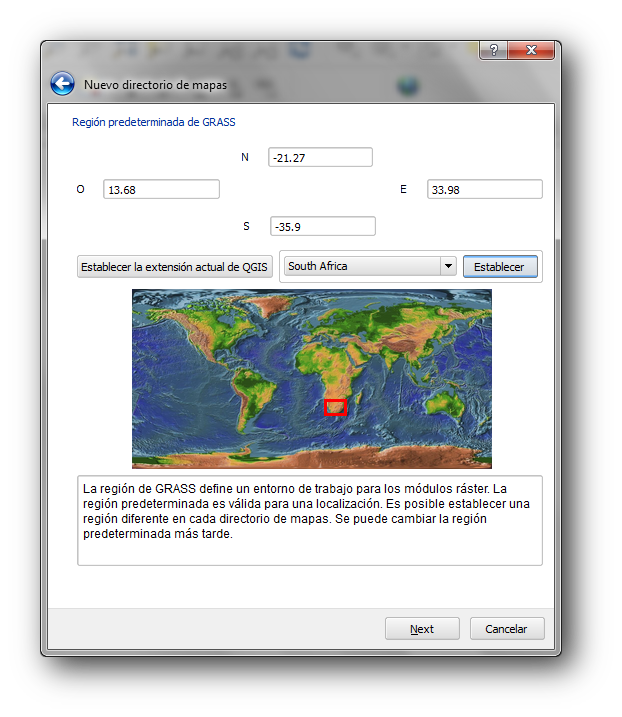 ?
Nuevo directorio de mapas
Región predeterminada de GRASS
N -21.27
O 13.68 E 33.98
S -35.9
Establecer la extensión actual de QGIS South Africa Establecer
La región de GRASS define un entorno de trabajo para los módulos ráster. La
región predeterminada es válida para una localización. Es posible establecer una
región diferente en cada directorio de mapas. Se puede cambiar la región
predeterminada más tarde.
Next Cancelar